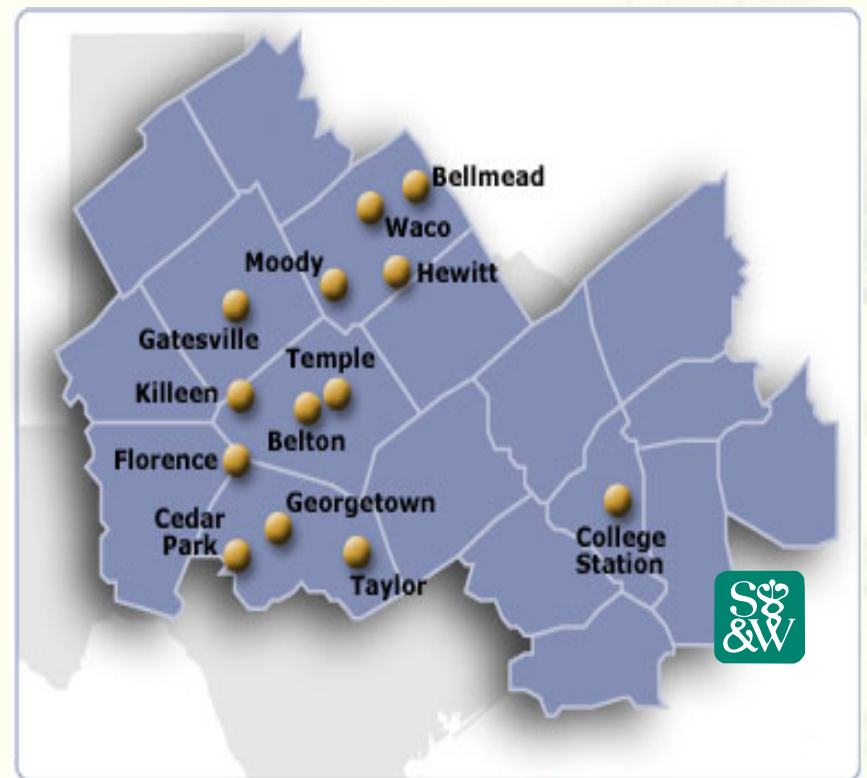 Bellmead
Waco
Moody
Hewitt
Gatesville
Temple
Killeen
Belton
Florence
Georgetown
Cedar
Park
Taylor
College
Station
S&
&W